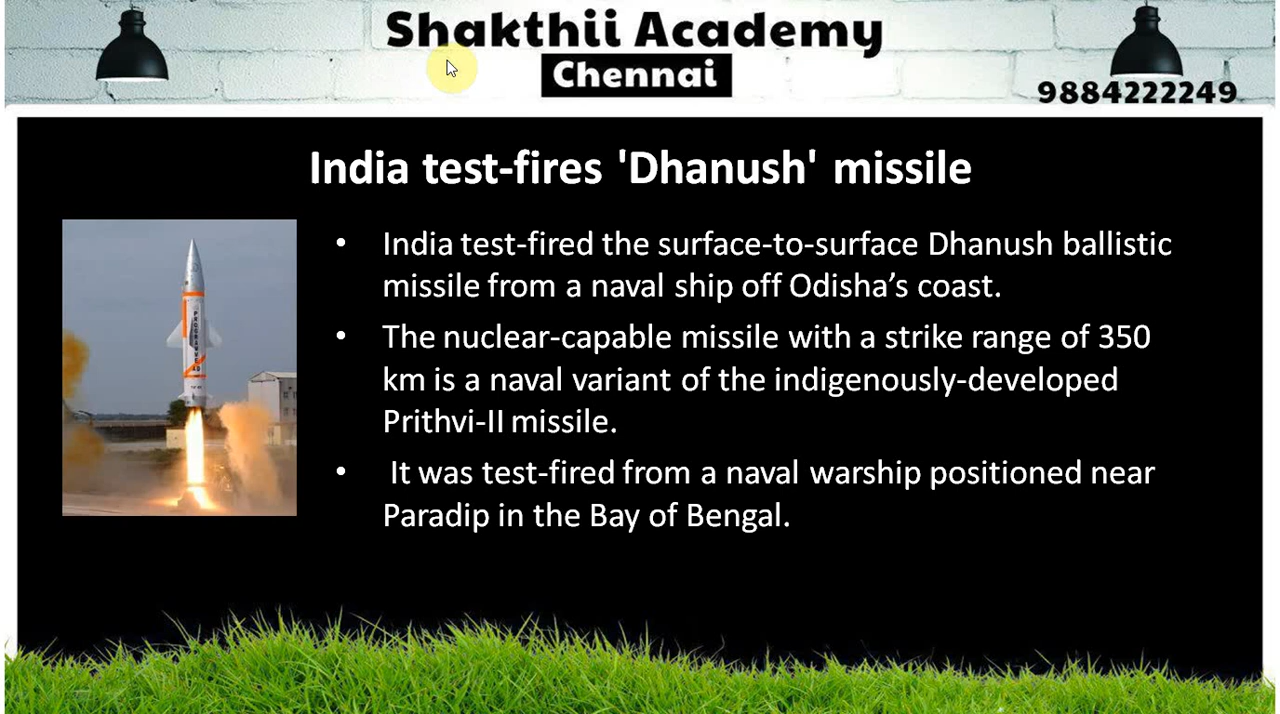 Shakthii Academy
Chennai
9884222249
India test-fires 'Dhanush' missile
• India test-fired the surface-to-surface Dhanush ballistic
missile from a naval ship off Odisha’s coast.
• The nuclear-capable missile with a strike range of 350
km is a naval variant of the indigenously-developed
Prithvi-II missile.
• It was test-fired from a naval warship positioned near
Paradip in the Bay of Bengal.